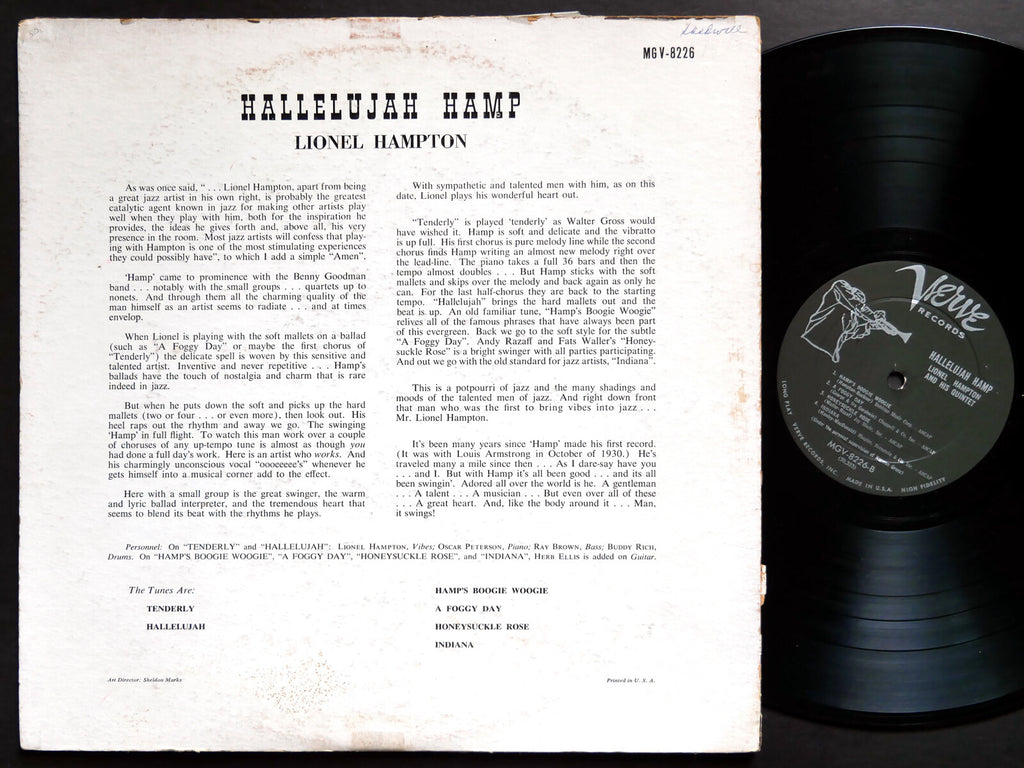 MG V-8226
HALLELUJAH HAMP
LIONEL HAMPTON
As was once said, “ . . . Lionel Hampton, apart from being
a great jazz artist in his own right, is probably the greatest
catalytic agent known in jazz for making other artists play
well when they play with him, both for the inspiration he
provides, the ideas he gives forth and, above all, his very
presence in the room. Most jazz artists will confess that play-
ing with Hampton is one of the most stimulating experiences
they could possibly have”, to which I add a simple “Amen”.
‘Hamp’ came to prominence with the Benny Goodman
band . . . notably with the small groups . . . quartets up to
nonets. And through them all the charming quality of the
man himself as an artist seems to radiate . . . and at times
envelop.
When Lionel is playing with the soft mallets on a ballad
(such as “A Foggy Day” or maybe the first chorus of
“Tenderly”) the delicate spell is woven by this sensitive and
talented artist. Inventive and never repetitive . . . Hamp’s
ballads have the touch of nostalgia and charm that is rare
indeed in jazz.
But when he puts down the soft and picks up the hard
mallets (two or four . . . or even more), then look out. His
heel raps out the rhythm and away we go. The swinging
‘Hamp’ in full flight. To watch this man work over a couple
of choruses of any up-tempo tune is almost as though you
had done a full day’s work. Here is an artist who works. And
his charmingly unconscious vocal “ooooeeee’s” whenever he
gets himself into a musical corner add to the effect.
Here with a small group is the great swinger, the warm
and lyric ballad interpreter, and the tremendous heart that
seems to blend its beat with the rhythms he plays.
With sympathetic and talented men with him, as on this
date, Lionel plays his wonderful heart out.
“Tenderly” is played ‘tenderly’ as Walter Gross would
have wished it. Hamp is soft and delicate and the vibratto
is up full. His first chorus is pure melody line while the second
chorus finds Hamp writing an almost new melody right over
the lead-line. The piano takes a full 36 bars and then the
tempo almost doubles . . . But Hamp sticks with the soft
mallets and skips over the melody and back again as only he
can. For the last half-chorus they are back to the starting
tempo. “Hallelujah” brings the hard mallets out and the
beat is up. An old familiar tune, “Hamp’s Boogie Woogie”
relives all of the famous phrases that have always been part
of this evergreen. Back we go to the soft style for the subtle
“A Foggy Day”. Andy Razaff and Fats Waller’s “Honey-
suckle Rose” is a bright swinger with all parties participating.
And out we go with the old standard for jazz artists, “Indiana”.
This is a potpourri of jazz and the many shadings and
moods of the talented men of jazz. And right down front
that man who was the first to bring vibes into jazz . . .
Mr. Lionel Hampton.
It’s been many years since ‘Hamp’ made his first record.
(It was with Louis Armstrong in October of 1930.) He’s
traveled many a mile since then . . . As I dare-say have you
. . . and I. But with Hamp it’s all been good . . . and its all
been swingin’. Adored all over the world is he. A gentleman
. . . A talent . . . A musician . . . But even over all of these
. . . A great heart. And, like the body around it . . . Man,
it swings!
Personnel: On “TENDERLY” and “HALLELUJAH”: LIONEL HAMPTON, Vibes; OSCAR PETERSON, Piano; RAY BROWN, Bass; BUDDY RICH,
Drums. On “HAMP’S BOOGIE WOOGIE”, “A FOGGY DAY”, “HONEYSUCKLE ROSE”, and “INDIANA”, HERB ELLIS is added on Guitar.
The Tunes Are:
TENDERLY
HALLELUJAH
HAMP’S BOOGIE WOOGIE
A FOGGY DAY
HONEYSUCKLE ROSE
INDIANA
Art Director: Sheldon Marks
Printed in U. S. A.
Verve
RECORDS
HALLELUJAH HAMP
LIONEL HAMPTON
AND HIS QUINTET
1. HAMP'S BOOGIE WOOGIE
MGV-8226-B
LONG PLAY
VERVE RECORDS, INC.
MADE IN U.S.A.
HIGH FIDELITY